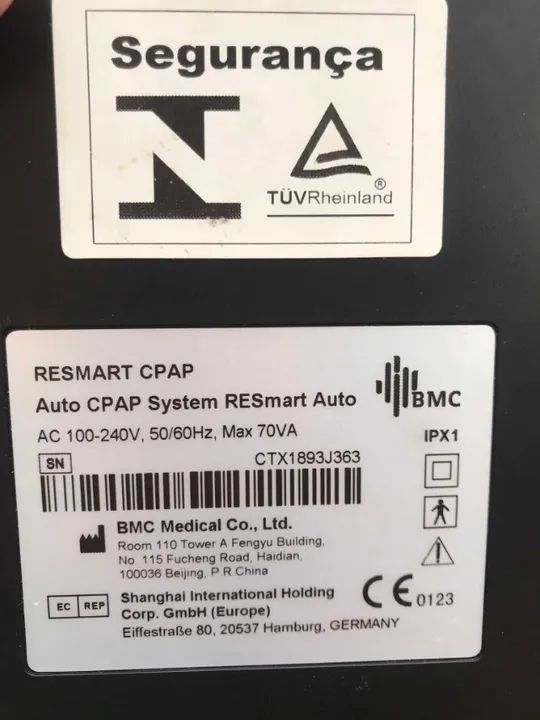 Segurança
N
TÜVRheinland®
RESMART CPAP
Auto CPAP System RESmart Auto
AC 100-240V, 50/60Hz, Max 70VA
BMC
IPX1
SN
CTX1893J363
BMC Medical Co., Ltd.
Room 110 Tower A Fengyu Building,
No. 115 Fucheng Road, Haidian,
100036 Beijing, P.R.China
EC REP
Shanghai International Holding
Corp. GmbH (Europe)
Eiffestraße 80, 20537 Hamburg, GERMANY
CE 0123